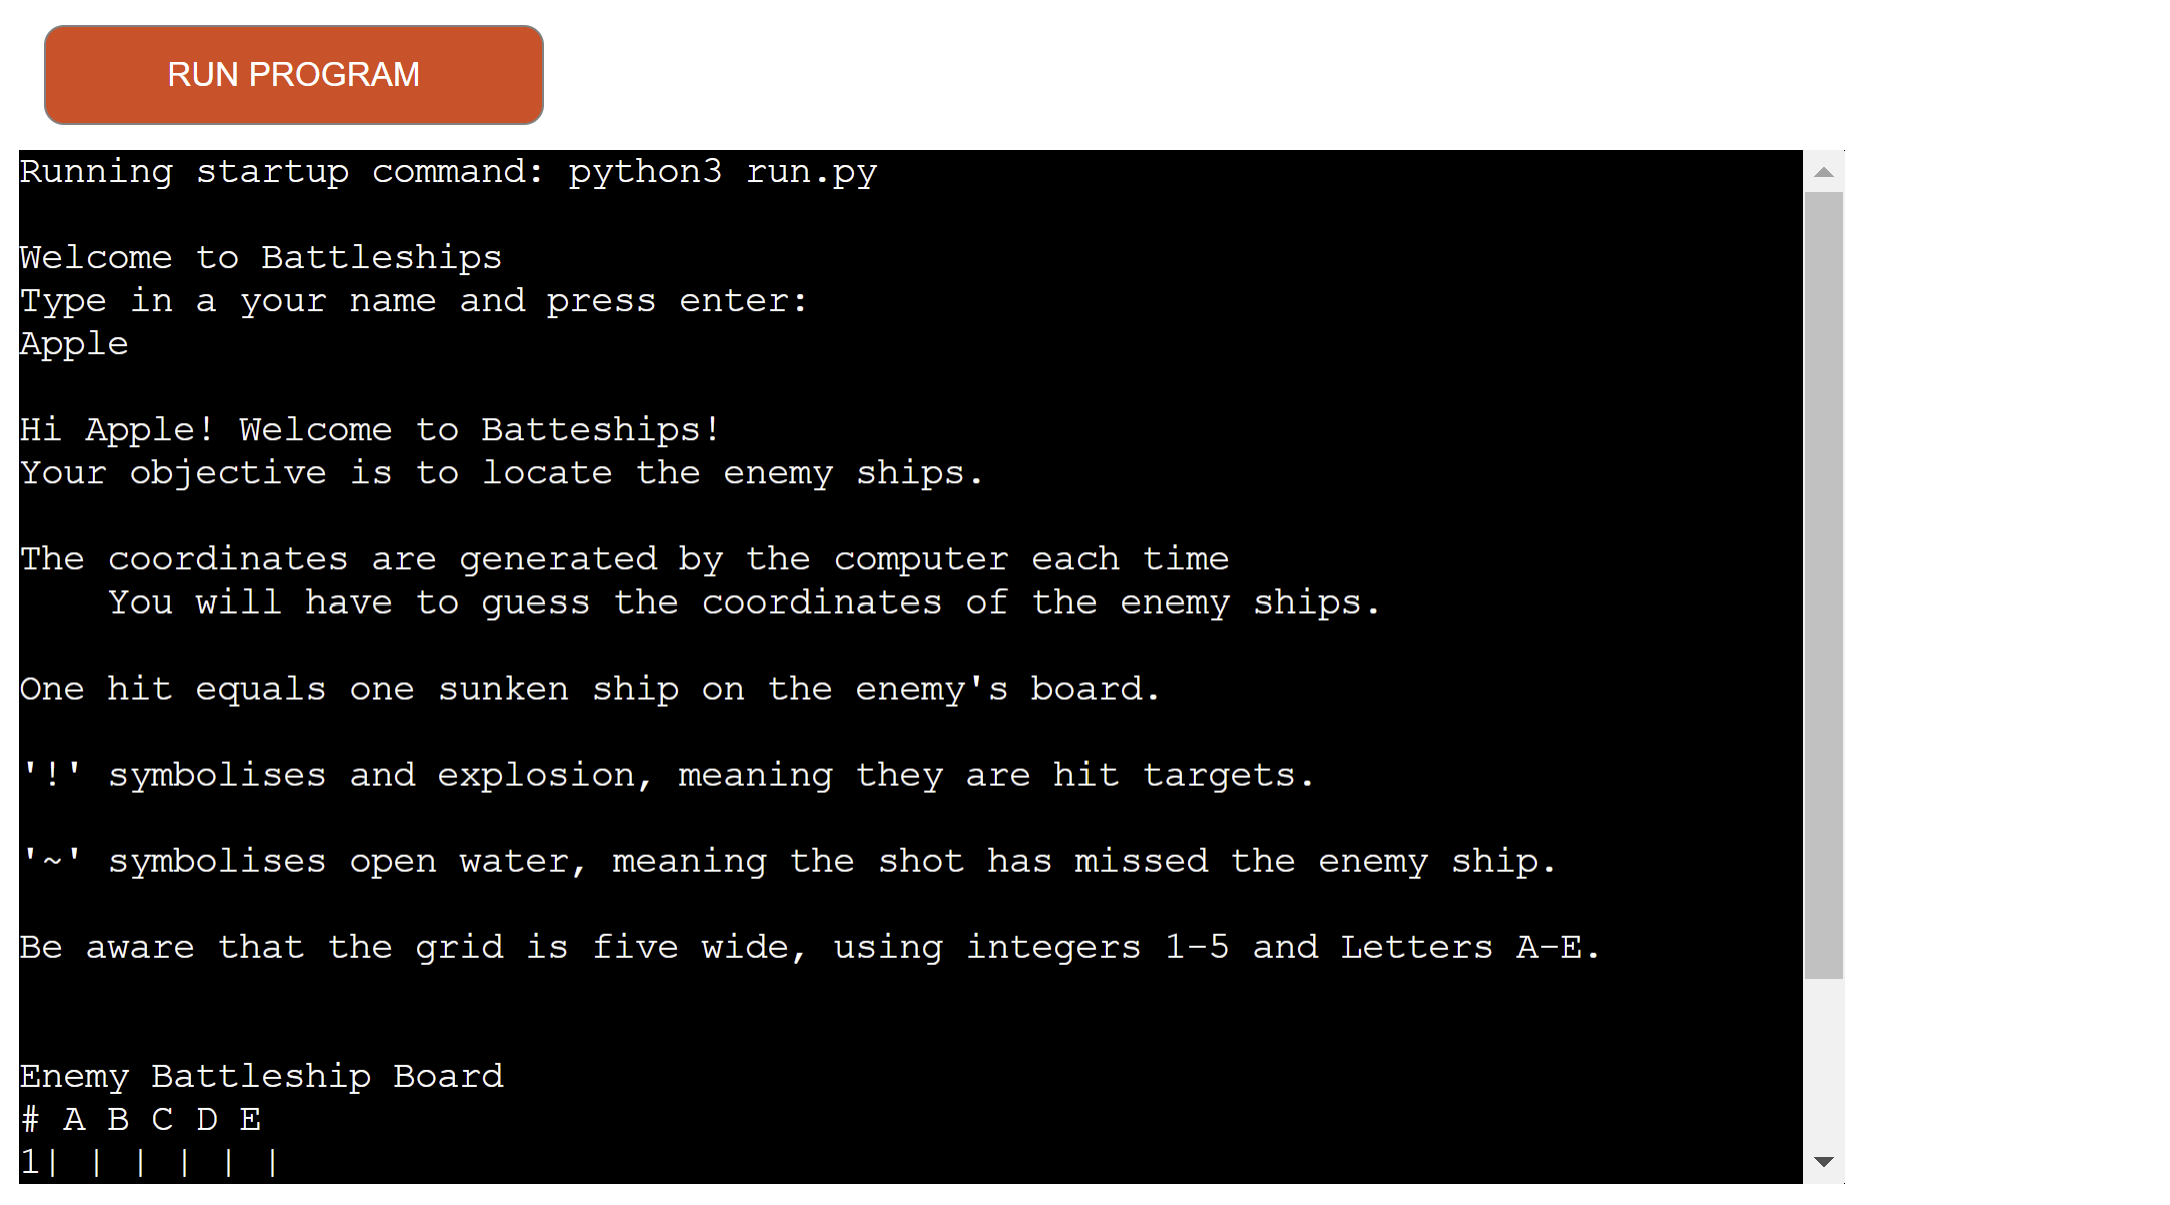 RUN PROGRAM
Running startup command: python3 run.py
Welcome to Battleships
Type in a your name and press enter:
Apple
Hi Apple! Welcome to Batteships!
Your objective is to locate the enemy ships.
The coordinates are generated by the computer each time
    You will have to guess the coordinates of the enemy ships.
One hit equals one sunken ship on the enemy's board.
'!' symbolises and explosion, meaning they are hit targets.
'~' symbolises open water, meaning the shot has missed the enemy ship.
Be aware that the grid is five wide, using integers 1-5 and Letters A-E.
Enemy Battleship Board
# A B C D E
1| | | | | |